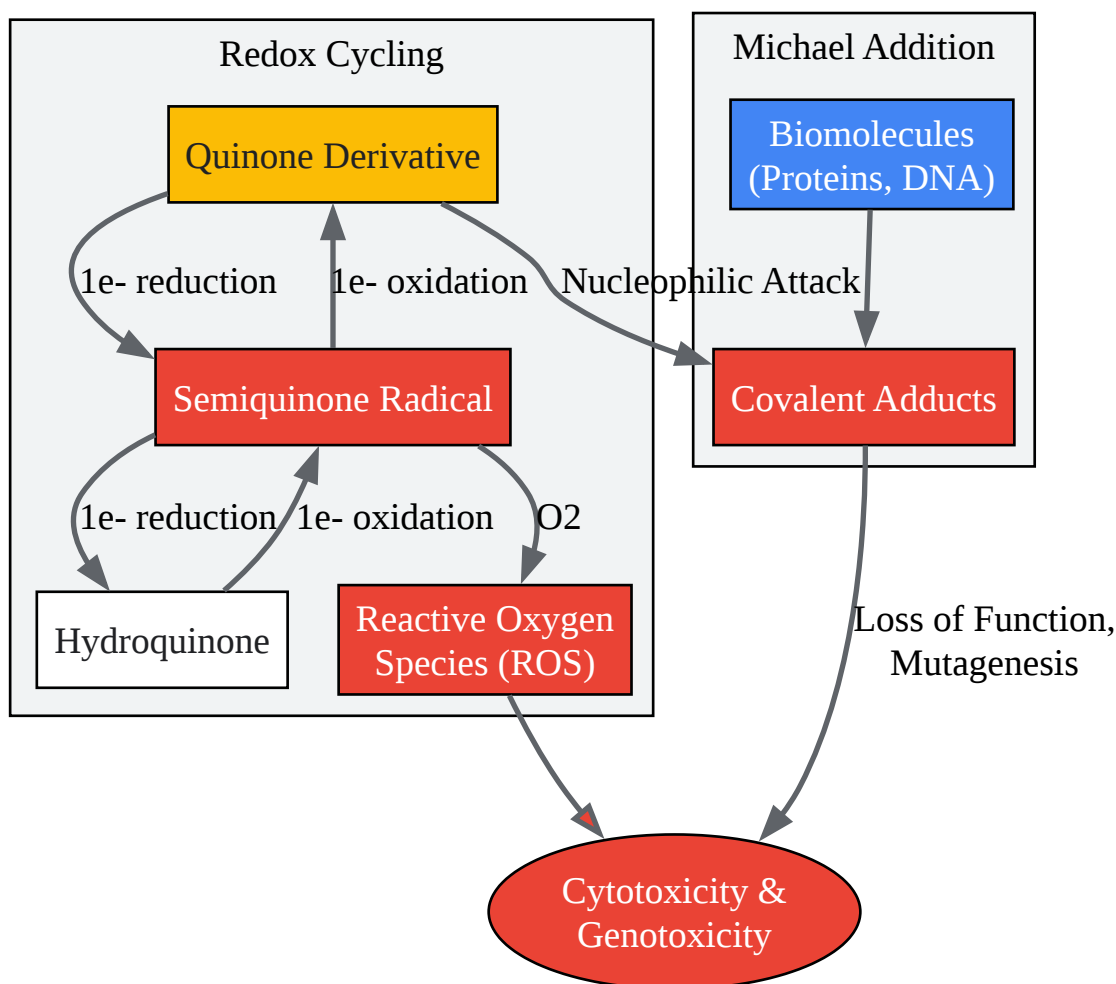 Redox Cycling
Michael Addition
Quinone Derivative
Biomolecules
(Proteins, DNA)
1e- reduction
1e- oxidation
Nucleophilic Attack
Semiquinone Radical
Covalent Adducts
1e- reduction
1e- oxidation
O2
Hydroquinone
Reactive Oxygen
Species (ROS)
Loss of Function,
Mutagenesis
Cytotoxicity &
Genotoxicity